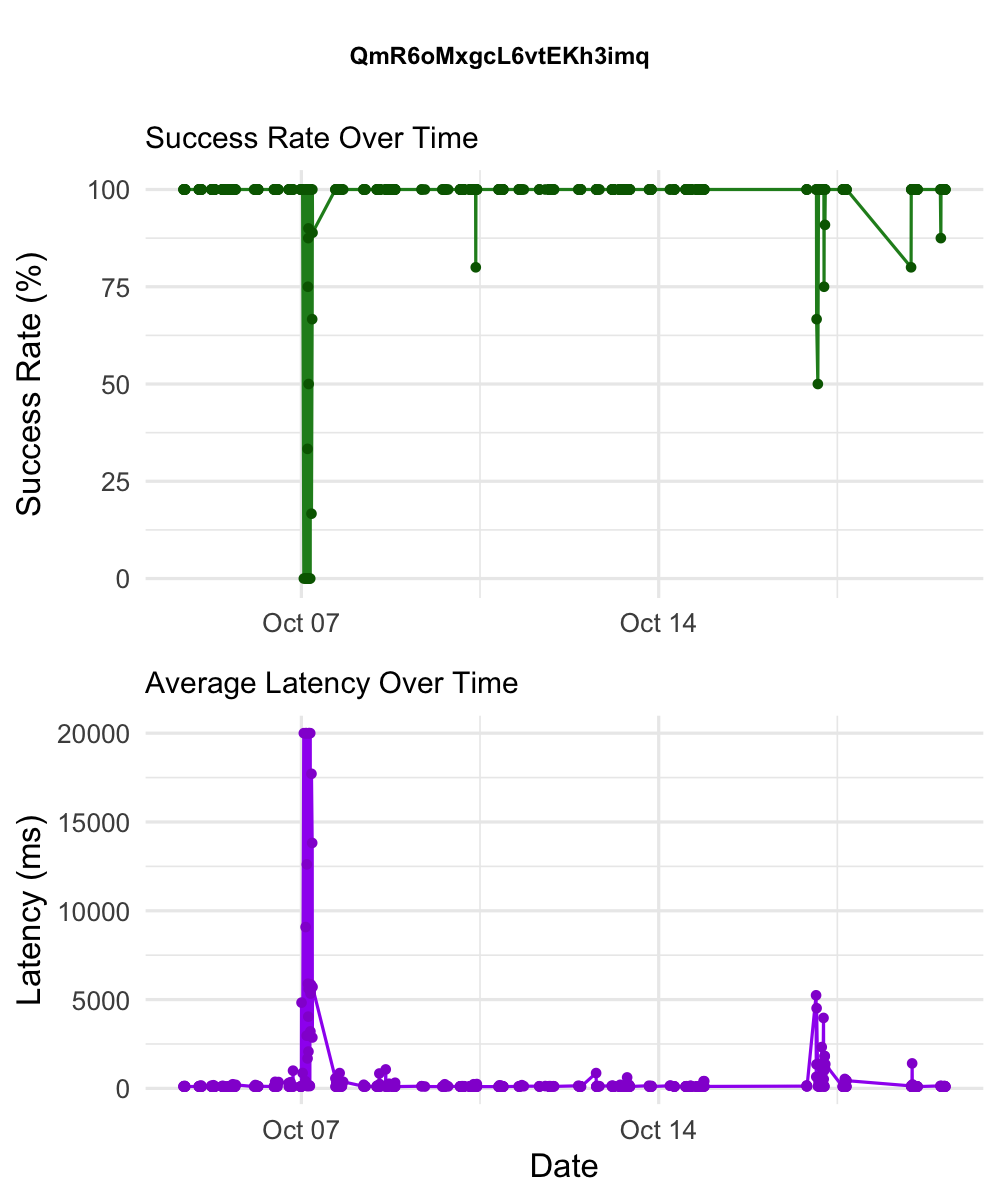 QmR6oMxgcL6vtEKh3imq
Success Rate Over Time
100
75
50
25
0
Success Rate (%)
Oct 07 Oct 14
Average Latency Over Time
20000
15000
10000
5000
0
Latency (ms)
Oct 07 Oct 14
Date